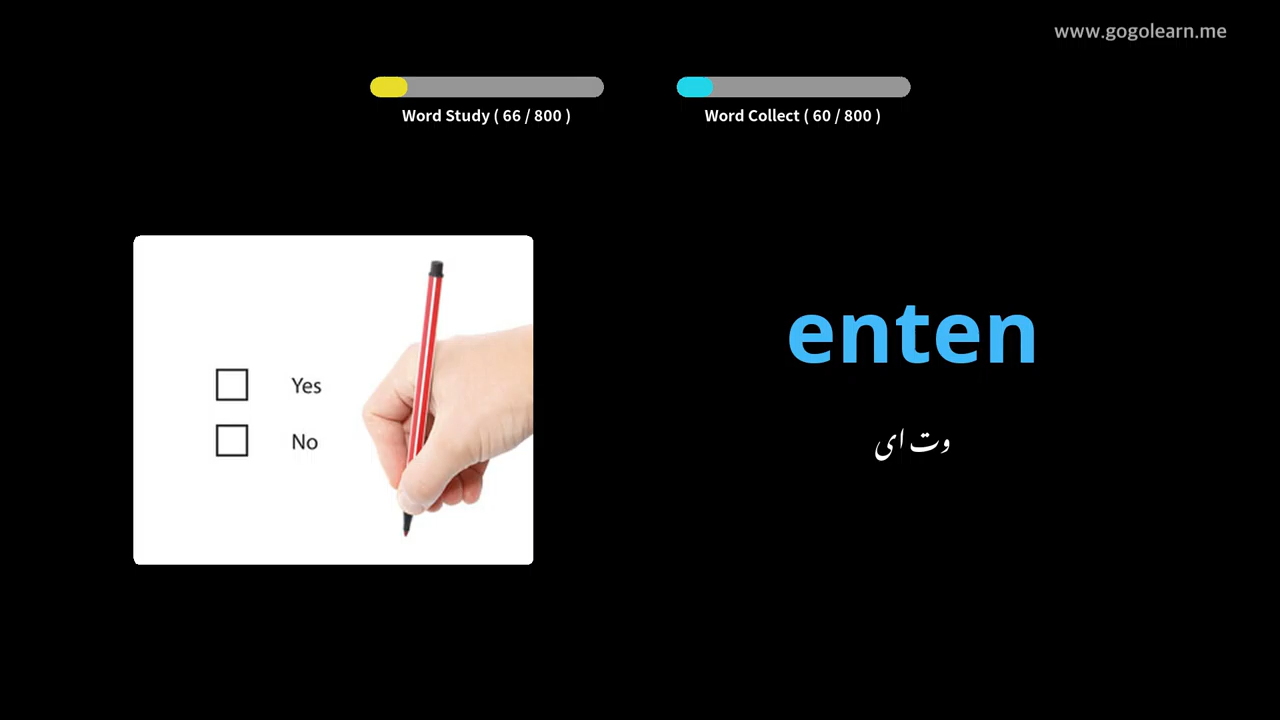 www.gogolearn.me
Word Study ( 66 / 800 )
Word Collect ( 60 / 800 )
Yes
No
enten
وت ای